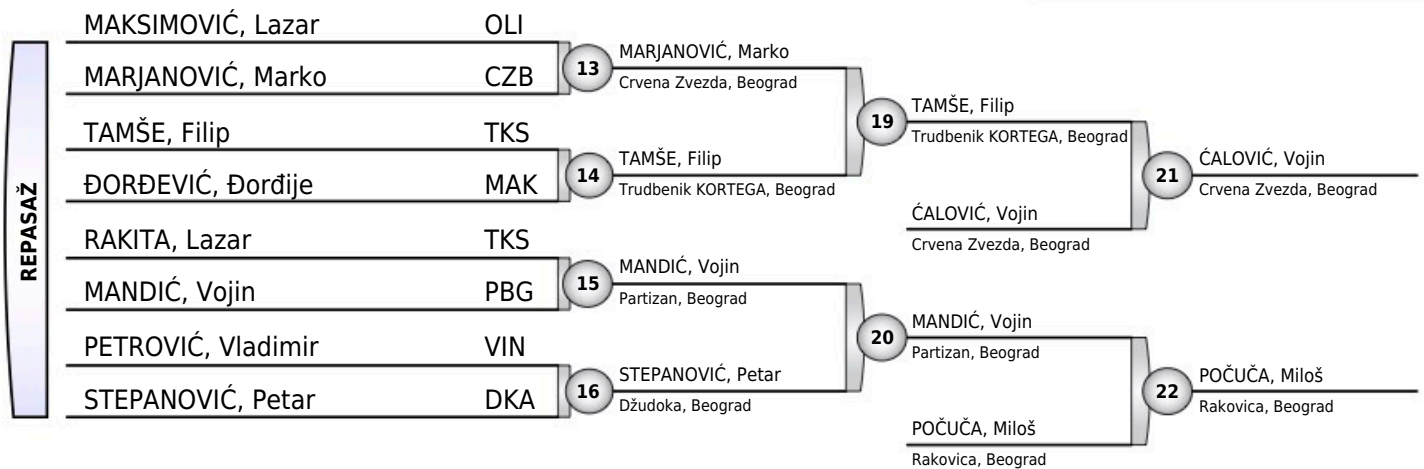 REPASAŽ
MAKSIMOVIĆ, Lazar OLI
MARJANOVIĆ, Marko CZB
TAMŠE, Filip TKS
ĐORĐEVIĆ, Đorđije MAK
RAKITA, Lazar TKS
MANDIĆ, Vojin PBG
PETROVIĆ, Vladimir VIN
STEPANOVIĆ, Petar DKA
13
MARJANOVIĆ, Marko
Crvena Zvezda, Beograd
14
TAMŠE, Filip
Trudbenik KORTEGA, Beograd
15
MANDIĆ, Vojin
Partizan, Beograd
16
STEPANOVIĆ, Petar
Džudoka, Beograd
19
TAMŠE, Filip
Trudbenik KORTEGA, Beograd
ĆALOVIĆ, Vojin
Crvena Zvezda, Beograd
20
MANDIĆ, Vojin
Partizan, Beograd
POČUČA, Miloš
Rakovica, Beograd
21
ĆALOVIĆ, Vojin
Crvena Zvezda, Beograd
22
POČUČA, Miloš
Rakovica, Beograd